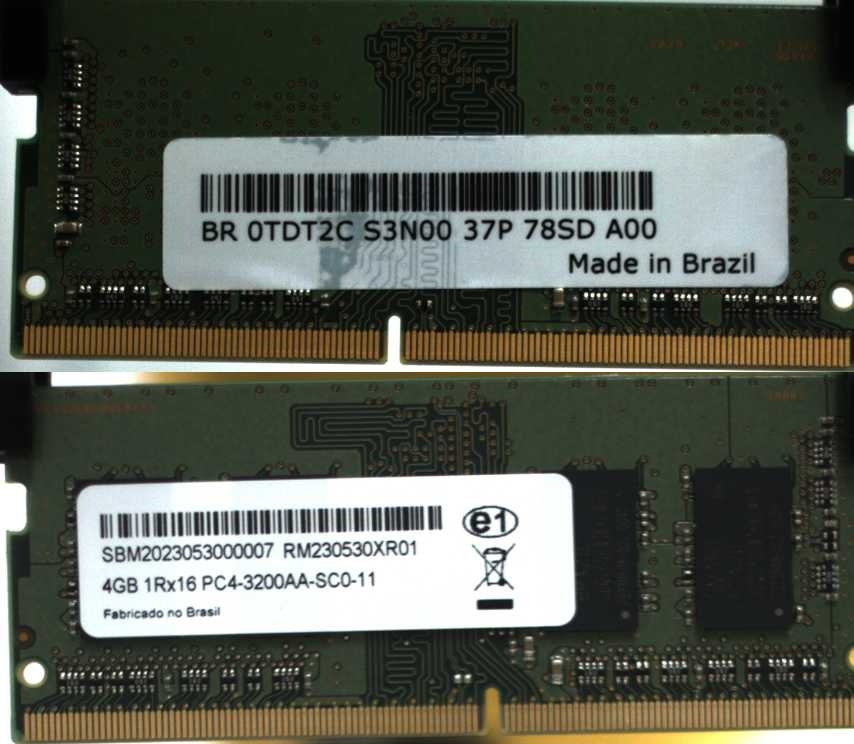 BR 0TDT2C S3N00 37P 78SD A00
Made in Brazil
SBM2023053000007 RM230530XR01
e1
4GB 1Rx16 PC4-3200AA-SC0-11
Fabricado no Brasil